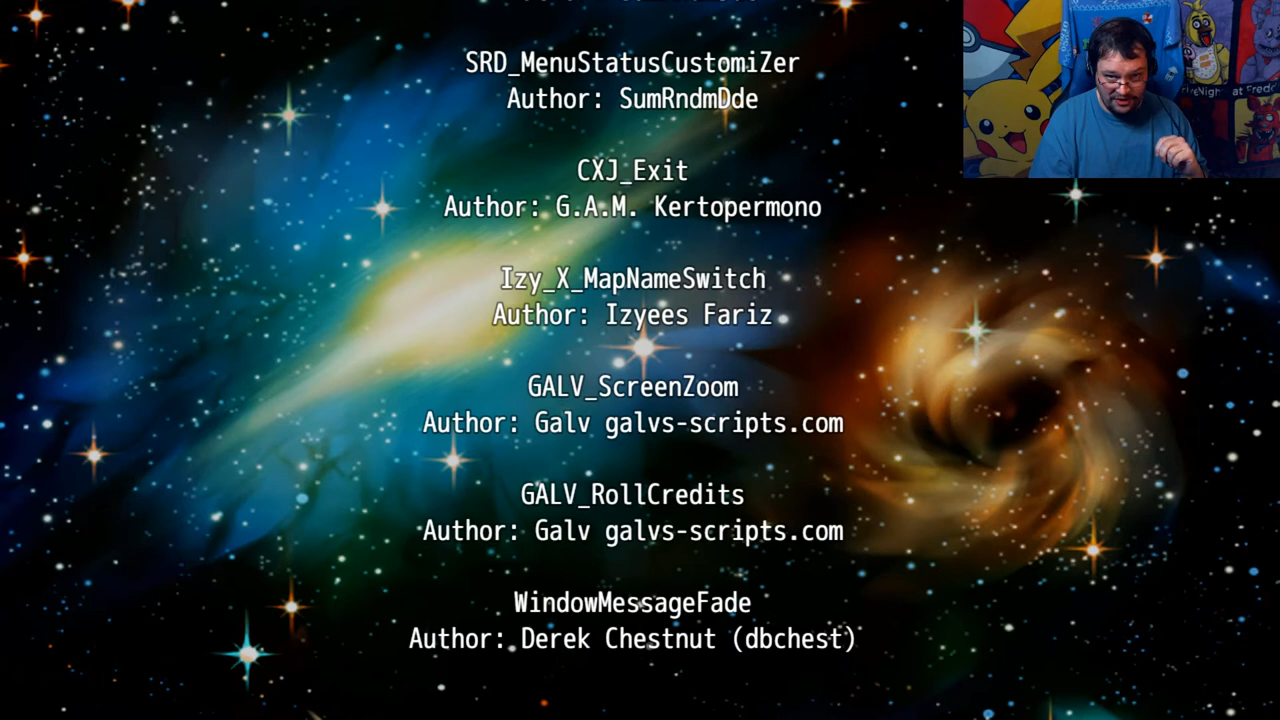 SRD_MenuStatusCustomiZer
Author: SumRndmDde
CXJ_Exit
Author: G.A.M. Kertopermono
Izy_X_MapNameSwitch
Author: Izyees Fariz
GALV_ScreenZoom
Author: Galv galvs-scripts.com
GALV_RollCredits
Author: Galv galvs-scripts.com
WindowMessageFade
Author: Derek Chestnut (dbchest)